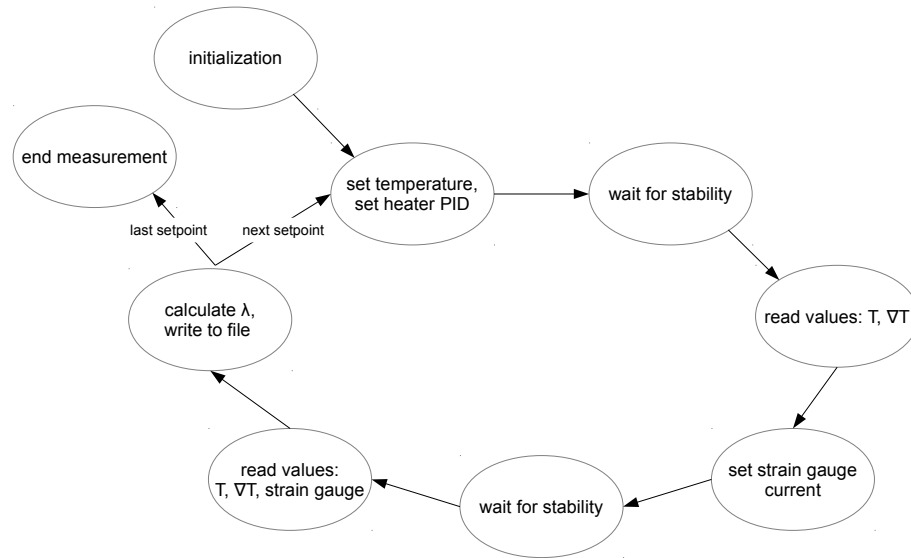 initialization
end measurement
set temperature,
set heater PID
wait for stability
last setpoint
next setpoint
calculate λ,
write to file
read values: T, ∇T
read values:
T, ∇T, strain gauge
wait for stability
set strain gauge
current